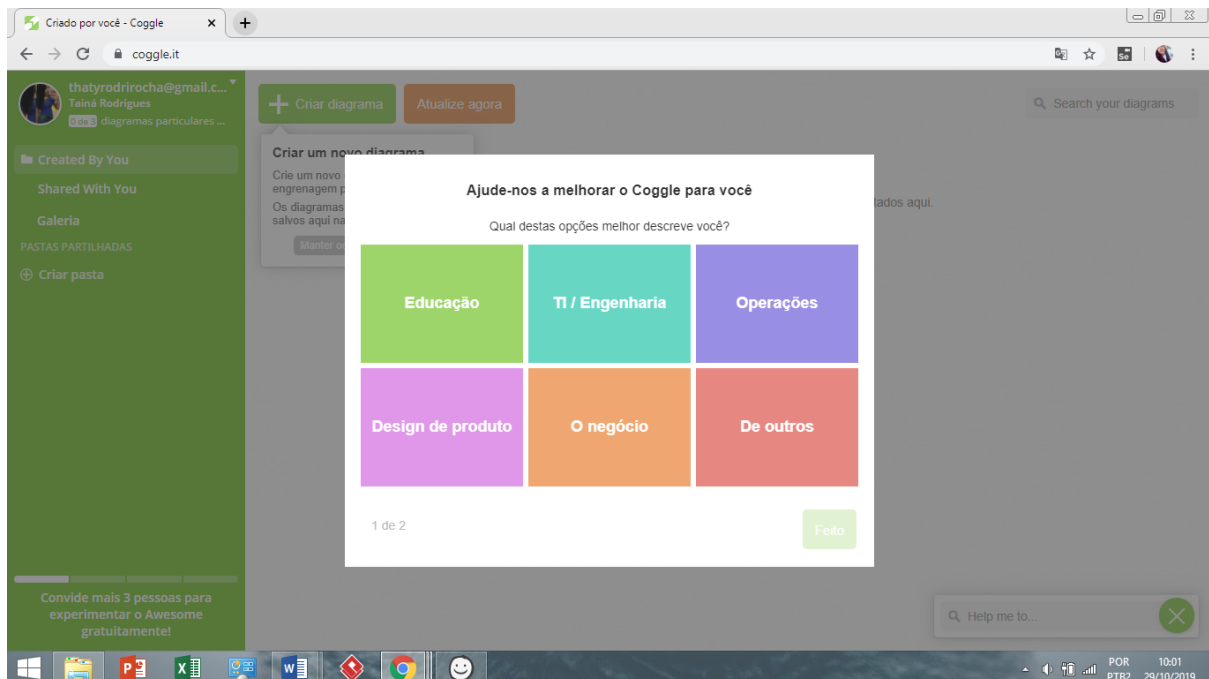 Criado por você - Coggle
coggle.it
thatyrodrirocha@gmail.c...
Tainá Rodrigues
0 de 3 diagramas particulares ...
Criar diagrama
Atualize agora
Search your diagrams
Created By You
Shared With You
Galeria
PASTAS PARTILHADAS
Criar pasta
Criar um novo diagrama
Crie um novo
engrenagem p
Os diagramas
salvos aqui na
Manter oc
tados aqui.
Ajude-nos a melhorar o Coggle para você
Qual destas opções melhor descreve você?
Educação
TI / Engenharia
Operações
Design de produto
O negócio
De outros
1 de 2
Feito
Convide mais 3 pessoas para
experimentar o Awesome
gratuitamente!
Help me to...
POR
PTB2
10:01
29/10/2019